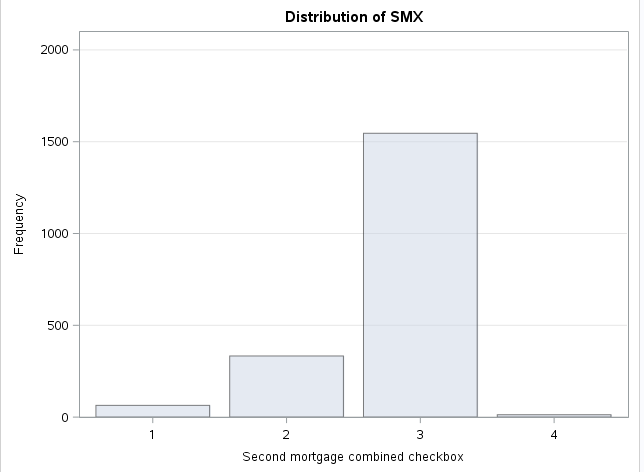 Distribution of SMX
2000
1500
1000
500
0
Frequency
1 2 3 4
Second mortgage combined checkbox